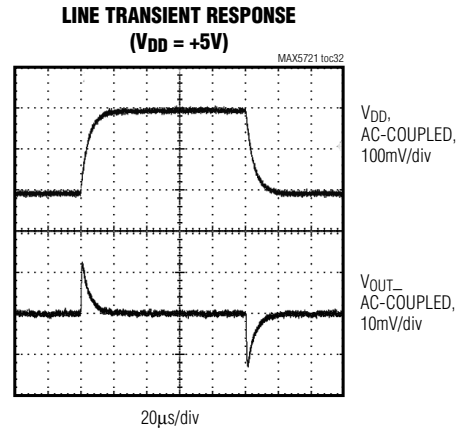 LINE TRANSIENT RESPONSE
(VDD = +5V)
MAX5721 toc32
VDD,
AC-COUPLED,
100mV/div
VOUT_
AC-COUPLED,
10mV/div
20μs/div